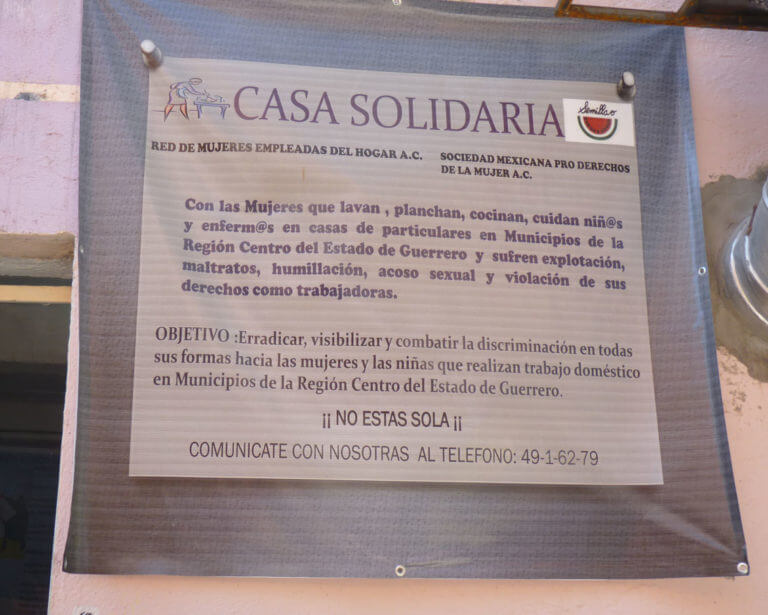 CASA SOLIDARIA
Semillas
RED DE MUJERES EMPLEADAS DEL HOGAR A.C.
SOCIEDAD MEXICANA PRO DERECHOS
DE LA MUJER A.C.
Con las Mujeres que lavan , planchan, cocinan, cuidan niñ@s
y enferm@s en casas de particulares en Municipios de la
Región Centro del Estado de Guerrero y sufren explotación,
maltratos, humillación, acoso sexual y violación de sus
derechos como trabajadoras.
OBJETIVO :Erradicar, visibilizar y combatir la discriminación en todas
sus formas hacia las mujeres y las niñas que realizan trabajo doméstico
en Municipios de la Región Centro del Estado de Guerrero.
¡¡ NO ESTAS SOLA ¡¡
COMUNICATE CON NOSOTRAS AL TELEFONO: 49-1-62-79